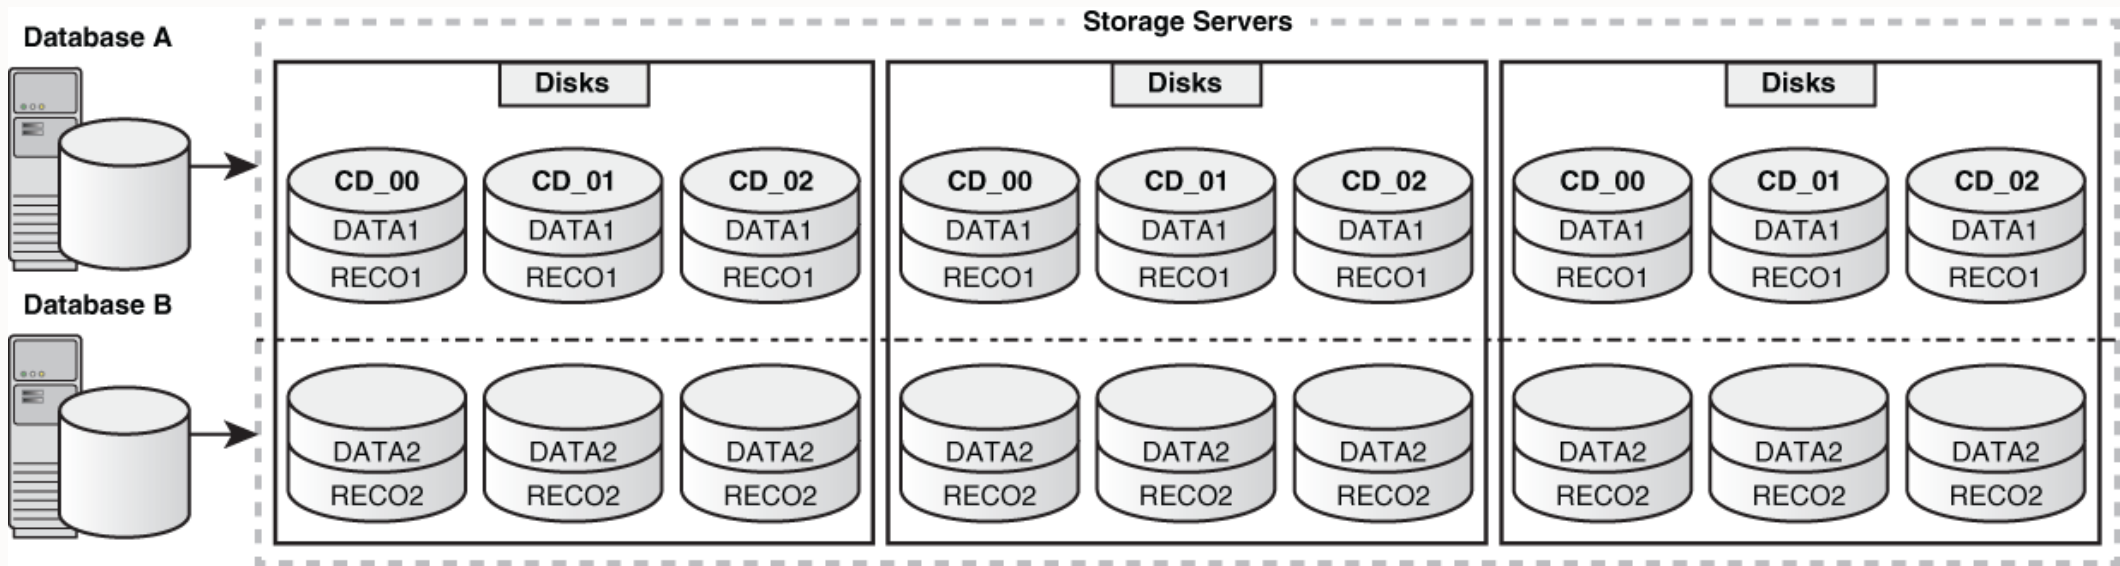 Storage Servers
Database A
Disks Disks Disks
CD_00 CD_01 CD_02 CD_00 CD_01 CD_02 CD_00 CD_01 CD_02
DATA1 DATA1 DATA1 DATA1 DATA1 DATA1 DATA1 DATA1 DATA1
RECO1 RECO1 RECO1 RECO1 RECO1 RECO1 RECO1 RECO1 RECO1
Database B
DATA2 DATA2 DATA2 DATA2 DATA2 DATA2 DATA2 DATA2 DATA2
RECO2 RECO2 RECO2 RECO2 RECO2 RECO2 RECO2 RECO2 RECO2